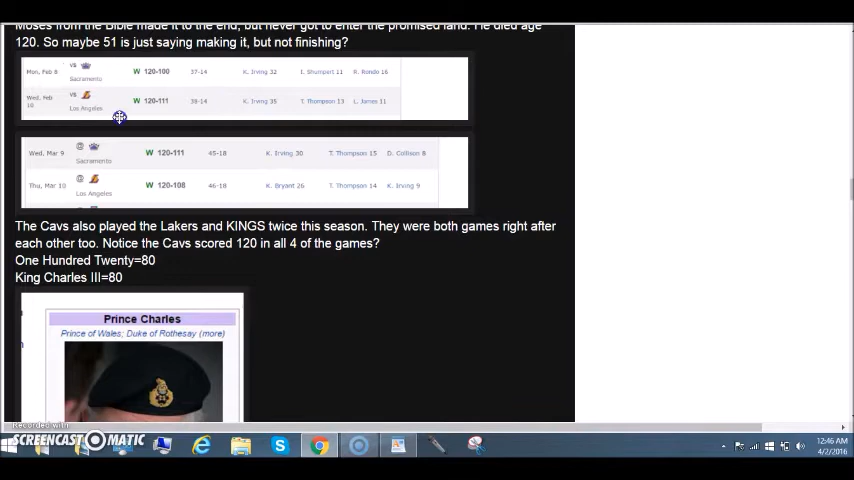 Moses from the Bible made it to the end, but never got to enter the promised land. He died age
120. So maybe 51 is just saying making it, but not finishing?
Mon, Feb 8 vs Sacramento W 120-100 37-14 K. Irving 32 I. Shumpert 11 R. Rondo 16
Wed, Feb 10 vs Los Angeles W 120-111 38-14 K. Irving 35 T. Thompson 13 L. James 11
Wed, Mar 9 @ Sacramento W 120-111 45-18 K. Irving 30 T. Thompson 15 D. Collison 8
Thu, Mar 10 @ Los Angeles W 120-108 46-18 K. Bryant 26 T. Thompson 14 K. Irving 9
The Cavs also played the Lakers and KINGS twice this season. They were both games right after
each other too. Notice the Cavs scored 120 in all 4 of the games?
One Hundred Twenty=80
King Charles III=80
Prince Charles
Prince of Wales; Duke of Rothesay (more)
Recorded with
SCREENCAST MATIC
12:46 AM
4/2/2016